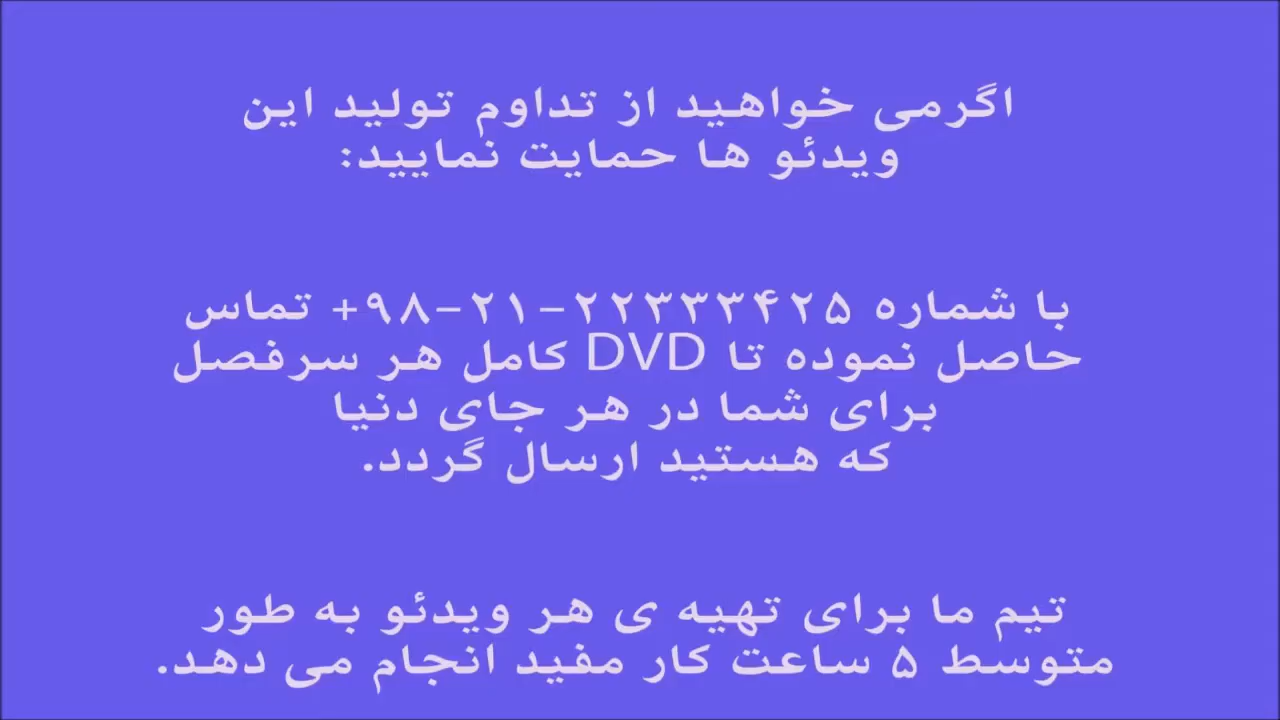 اگرمی خواهید از تداوم تولید این
ویدئو ها حمایت نمایید:
با شماره ۲۲۳۳۳۴۲۵-۲۱-۹۸+ تماس
حاصل نموده تا DVD کامل هر سرفصل
برای شما در هر جای دنیا
که هستید ارسال گردد.
تیم ما برای تهیه ی هر ویدئو به طور
متوسط ۵ ساعت کار مفید انجام می دهد.